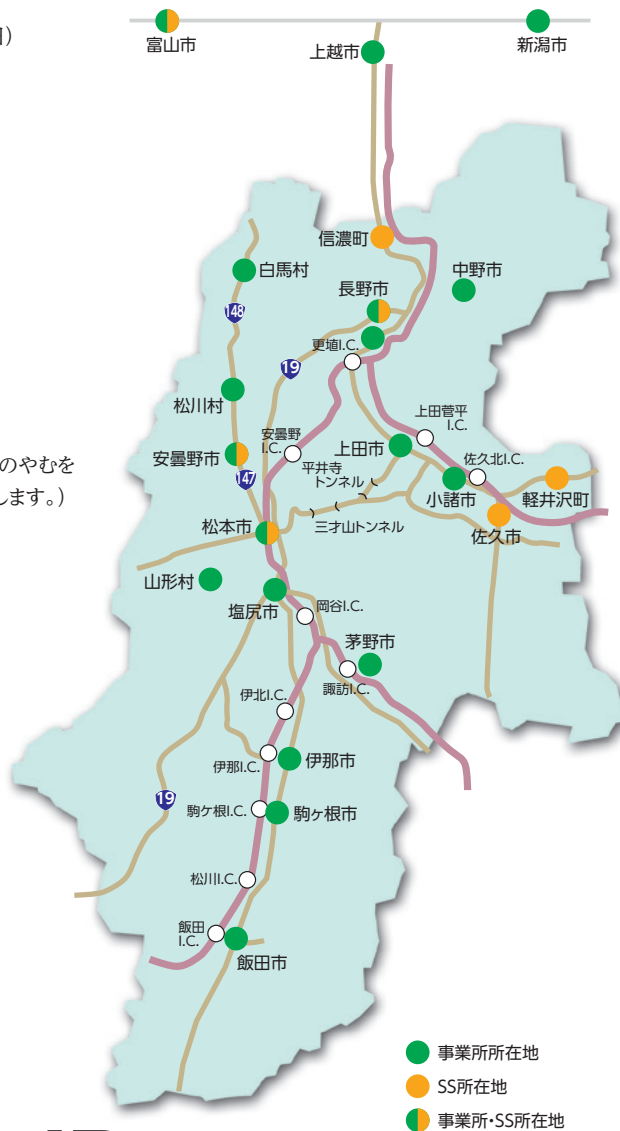 富山市
新潟市
上越市
信濃町
白馬村
中野市
長野市
148
更埴I.C.
19
松川村
上田菅平
I.C.
安曇野
I.C.
上田市
安曇野市
平井寺
トンネル
佐久北I.C.
のやむを
147
小諸市
軽井沢町
します。)
松本市
三才山トンネル
佐久市
山形村
塩尻市
岡谷I.C.
茅野市
諏訪I.C.
伊北I.C.
伊那I.C.
伊那市
19
駒ケ根I.C.
駒ヶ根市
松川I.C.
飯田
I.C.
飯田市
事業所所在地
SS所在地
事業所・SS所在地